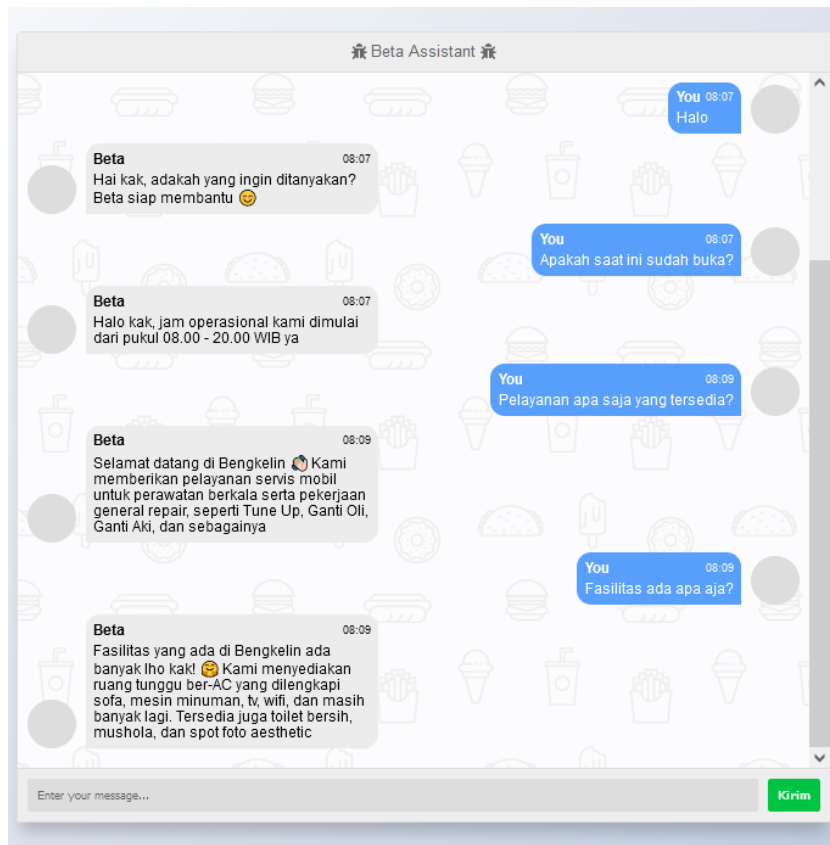 Beta Assistant
You 08:07
Halo
Beta 08:07
Hai kak, adakah yang ingin ditanyakan?
Beta siap membantu 😊
You 08:07
Apakah saat ini sudah buka?
Beta 08:07
Halo kak, jam operasional kami dimulai
dari pukul 08.00 - 20.00 WIB ya
You 08:09
Pelayanan apa saja yang tersedia?
Beta 08:09
Selamat datang di Bengkelin 👏 Kami
memberikan pelayanan servis mobil
untuk perawatan berkala serta pekerjaan
general repair, seperti Tune Up, Ganti Oli,
Ganti Aki, dan sebagainya
You 08:09
Fasilitas ada apa aja?
Beta 08:09
Fasilitas yang ada di Bengkelin ada
banyak lho kak! 🤗 Kami menyediakan
ruang tunggu ber-AC yang dilengkapi
sofa, mesin minuman, tv, wifi, dan masih
banyak lagi. Tersedia juga toilet bersih,
mushola, dan spot foto aesthetic
Enter your message...
Kirim